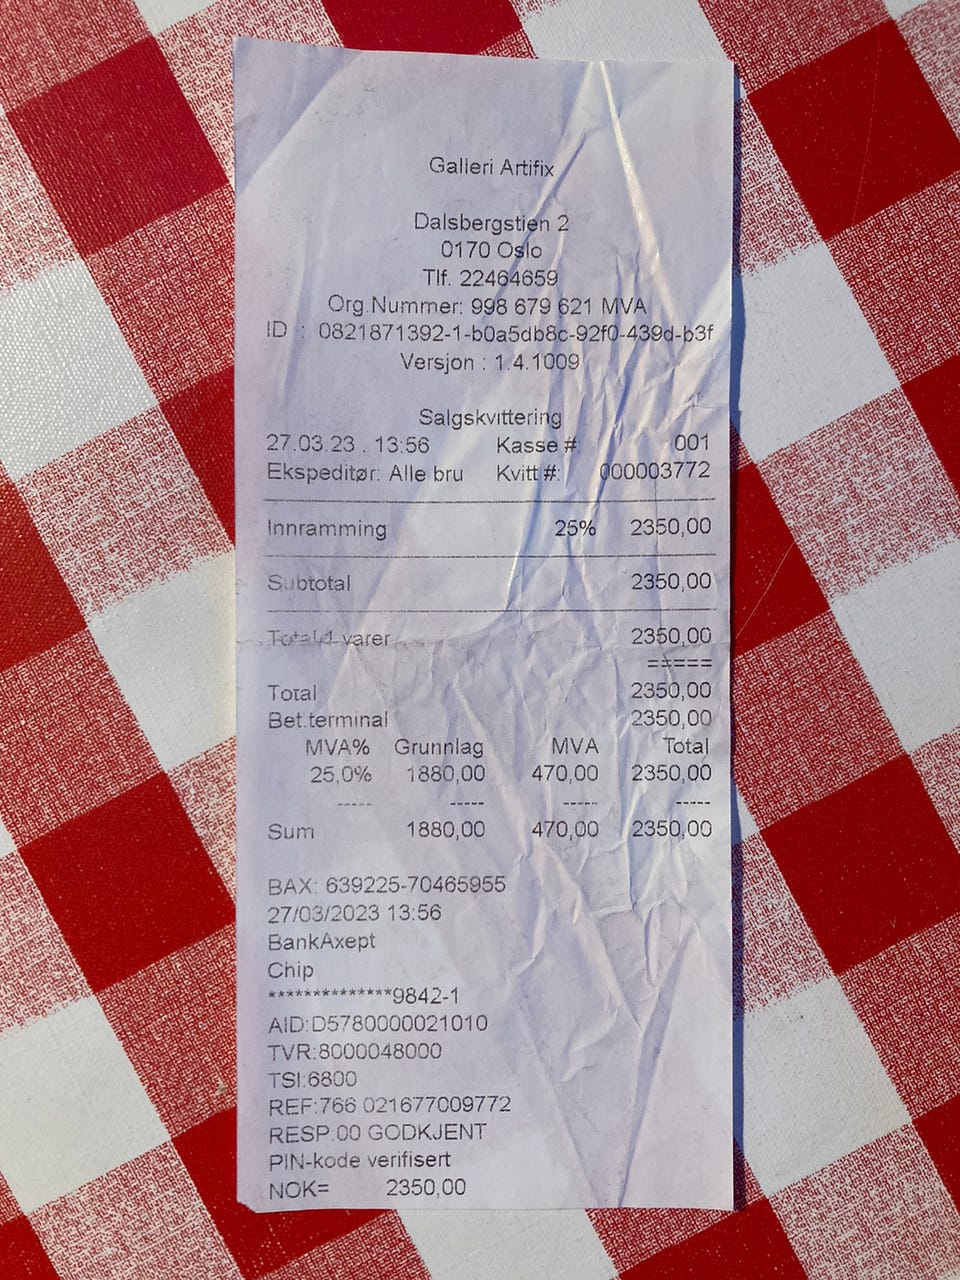 Galleri Artifix
Dalsbergstien 2
0170 Oslo
Tlf. 22464659
Org.Nummer: 998 679 621 MVA
ID : 0821871392-1-b0a5db8c-92f0-439d-b3f
Versjon : 1.4.1009
Salgskvittering
27.03.23 . 13:56 Kasse #: 001
Ekspeditør: Alle bru Kvitt #: 000003772
Innramming 25% 2350,00
Subtotal 2350,00
Total 1 varer 2350,00
=====
Total 2350,00
Bet.terminal 2350,00
MVA% Grunnlag MVA Total
25,0% 1880,00 470,00 2350,00
----- ----- ----- -----
Sum 1880,00 470,00 2350,00
BAX: 639225-70465955
27/03/2023 13:56
BankAxept
Chip
**************9842-1
AID:D5780000021010
TVR:8000048000
TSI:6800
REF:766 021677009772
RESP:00 GODKJENT
PIN-kode verifisert
NOK= 2350,00